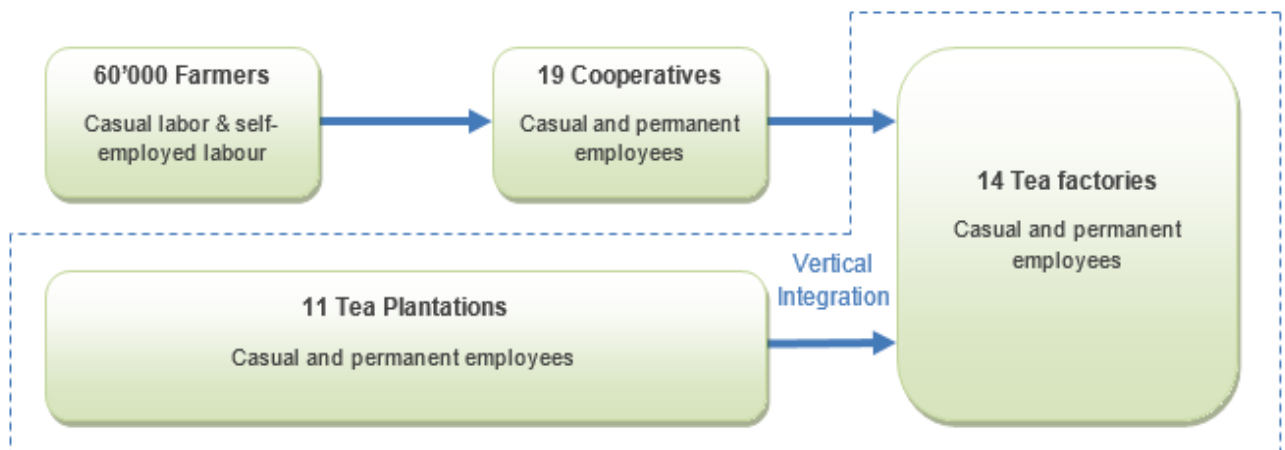 60'000 Farmers
Casual labor & self-
employed labour
19 Cooperatives
Casual and permanent
employees
14 Tea factories
Casual and permanent
employees
Vertical
Integration
11 Tea Plantations
Casual and permanent employees